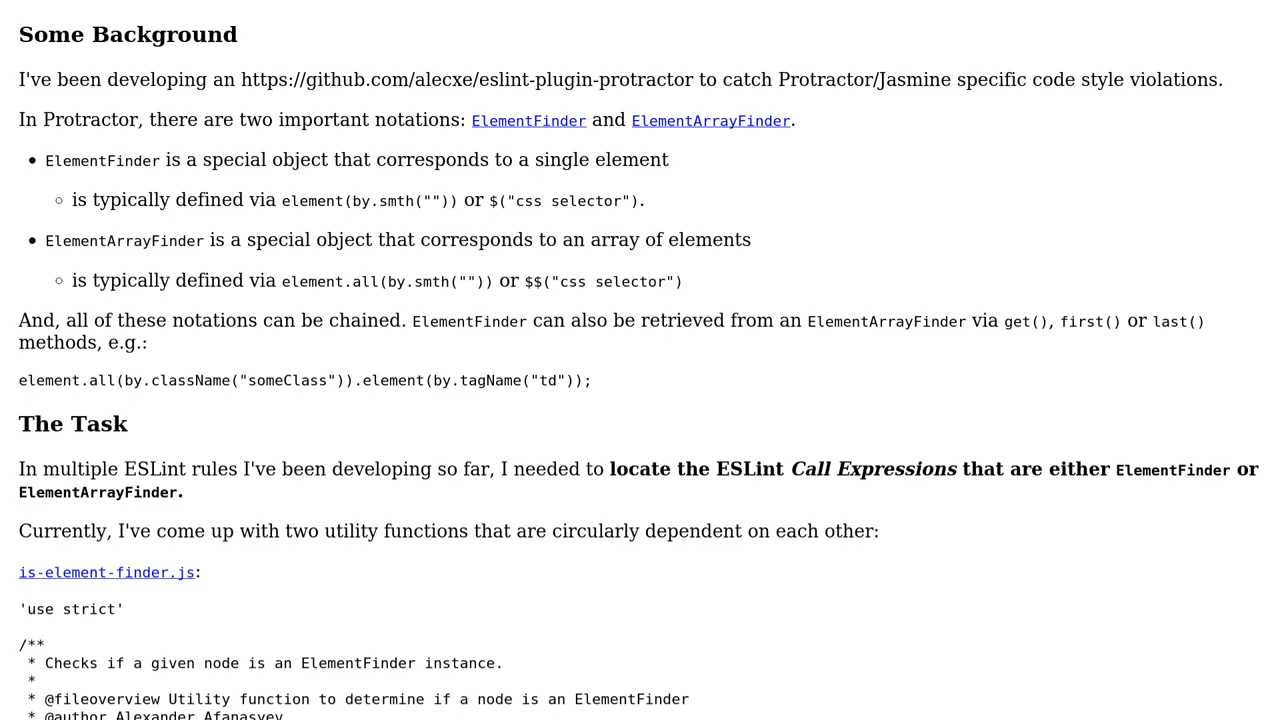 Some Background
I've been developing an https://github.com/alecxe/eslint-plugin-protractor to catch Protractor/Jasmine specific code style violations.
In Protractor, there are two important notations: ElementFinder and ElementArrayFinder.
• ElementFinder is a special object that corresponds to a single element
◦ is typically defined via element(by.smth("")) or $("css selector").
• ElementArrayFinder is a special object that corresponds to an array of elements
◦ is typically defined via element.all(by.smth("")) or $$("css selector")
And, all of these notations can be chained. ElementFinder can also be retrieved from an ElementArrayFinder via get(), first() or last()
methods, e.g.:
element.all(by.className("someClass")).element(by.tagName("td"));
The Task
In multiple ESLint rules I've been developing so far, I needed to locate the ESLint Call Expressions that are either ElementFinder or
ElementArrayFinder.
Currently, I've come up with two utility functions that are circularly dependent on each other:
is-element-finder.js:
'use strict'
/**
* Checks if a given node is an ElementFinder instance.
*
* @fileoverview Utility function to determine if a node is an ElementFinder
* @author Alexander Afanasyev